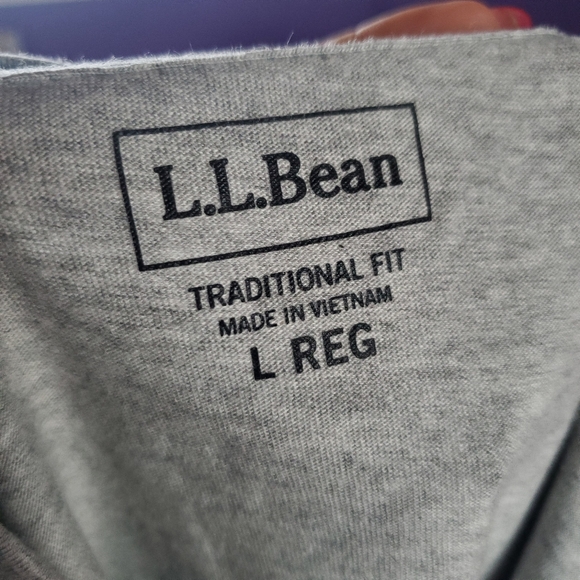 L.L.Bean
TRADITIONAL FIT
MADE IN VIETNAM
L REG